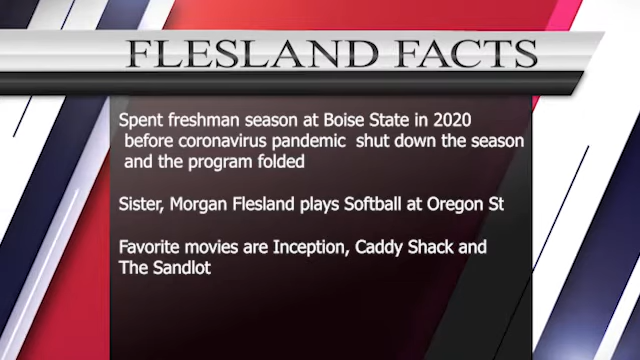 FLESLAND FACTS
Spent freshman season at Boise State in 2020
before coronavirus pandemic shut down the season
and the program folded
Sister, Morgan Flesland plays Softball at Oregon St
Favorite movies are Inception, Caddy Shack and
The Sandlot